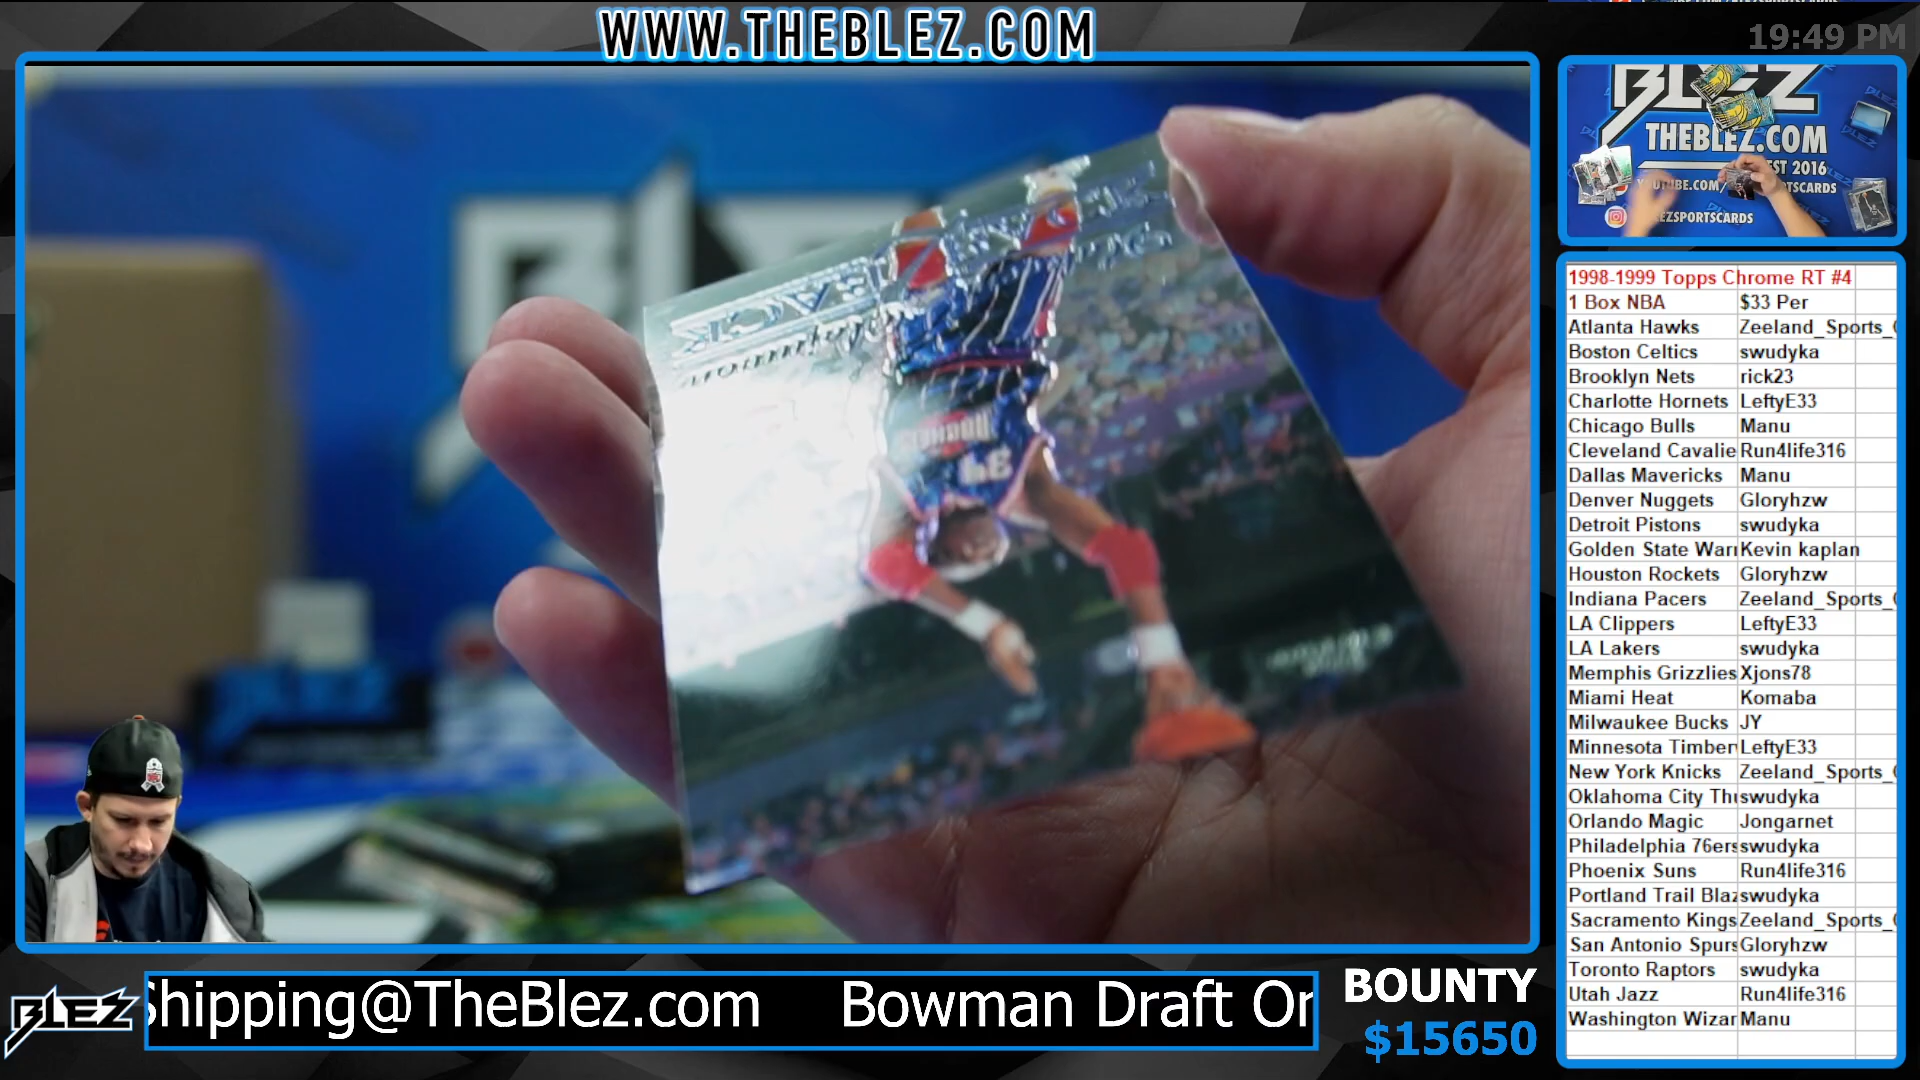 WWW.THEBLEZ.COM
19:49 PM
BLEZ
THEBLEZ.COM
EST 2016
1998-1999 Topps Chrome RT #4
1 Box NBA $33 Per
Atlanta Hawks Zeeland_Sports_
Boston Celtics swudyka
Brooklyn Nets rick23
Charlotte Hornets LeftyE33
Chicago Bulls Manu
Cleveland Cavalie Run4life316
Dallas Mavericks Manu
Denver Nuggets Gloryhzw
Detroit Pistons swudyka
Golden State Warr Kevin kaplan
Houston Rockets Gloryhzw
Indiana Pacers Zeeland_Sports_
LA Clippers LeftyE33
LA Lakers swudyka
Memphis Grizzlies Xjons78
Miami Heat Komaba
Milwaukee Bucks JY
Minnesota Timber LeftyE33
New York Knicks Zeeland_Sports_
Oklahoma City Thu swudyka
Orlando Magic Jongarnet
Philadelphia 76ers swudyka
Phoenix Suns Run4life316
Portland Trail Blaz swudyka
Sacramento Kings Zeeland_Sports_
San Antonio Spurs Gloryhzw
Toronto Raptors swudyka
Utah Jazz Run4life316
Washington Wizar Manu
BLEZ
Shipping@TheBlez.com Bowman Draft Or
BOUNTY
$15650